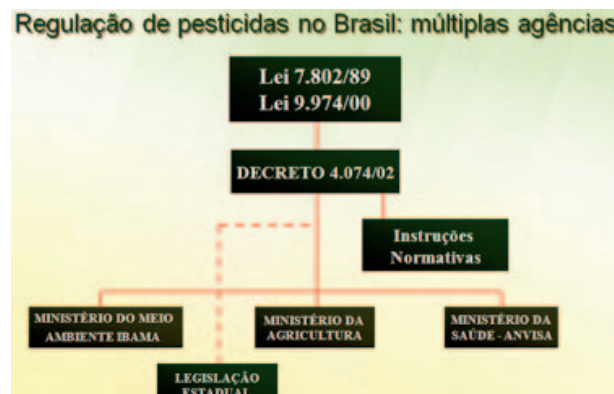 Regulação de pesticidas no Brasil: múltiplas agências
Lei 7.802/89
Lei 9.974/00
DECRETO 4.074/02
Instruções
Normativas
MINISTÉRIO DO MEIO
AMBIENTE IBAMA
MINISTÉRIO DA
AGRICULTURA
MINISTÉRIO DA
SAÚDE - ANVISA
LEGISLAÇÃO
ESTADUAL